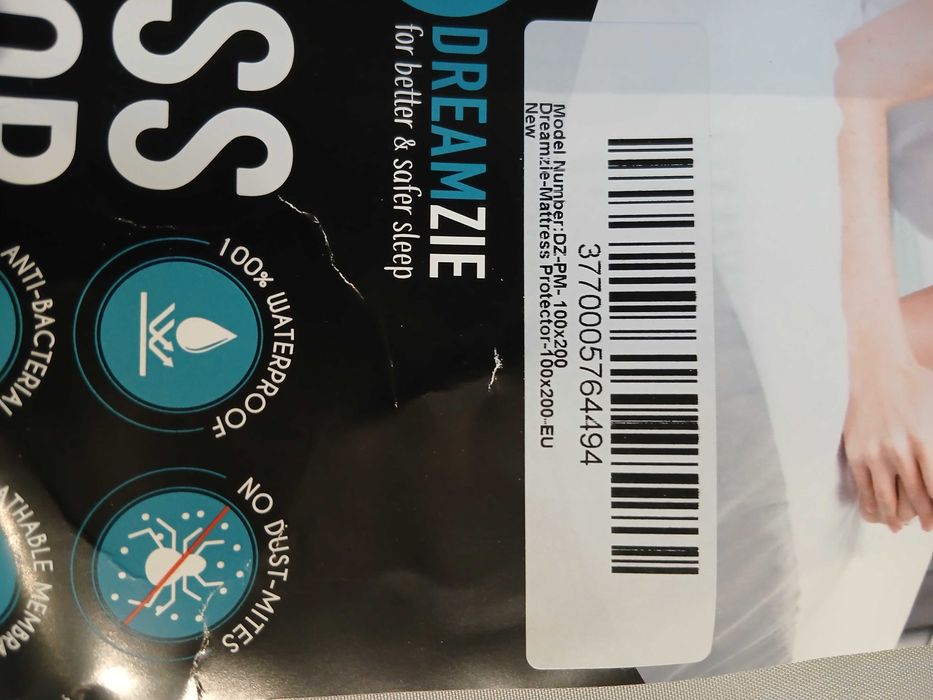 SS
DREAMZIE
for better & safer sleep
100% WATERPROOF
NO DUST-MITES
ANTI-BACTERIAL
3770005764494
Model Number:DZ-PM- 100x200
Dreamzie-Mattress Protector-100x200-EU
New